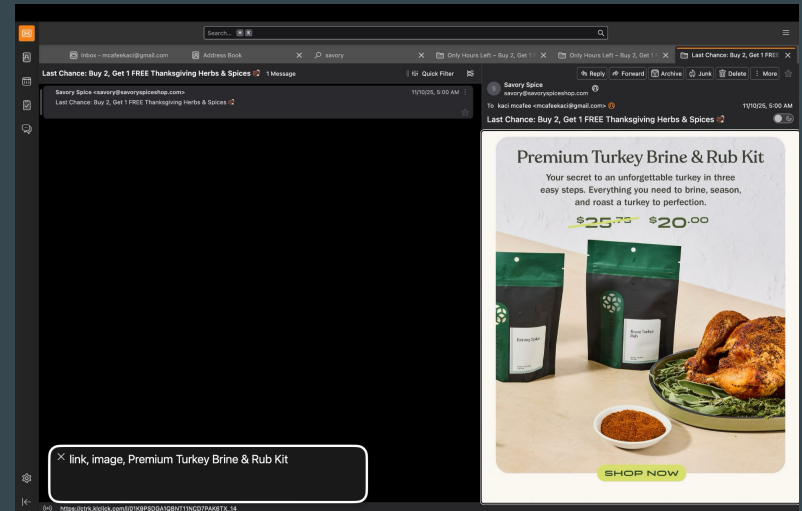 Search... ⌘ K
Inbox – mcafeekaci@gmail.com
Address Book
savory
Only Hours Left – Buy 2, Get 1 F
Only Hours Left – Buy 2, Get 1 F
Last Chance: Buy 2, Get 1 FREE
Last Chance: Buy 2, Get 1 FREE Thanksgiving Herbs & Spices 1 Message
Quick Filter
Savory Spice <savory@savoryspiceshop.com> 11/10/25, 5:00 AM
Last Chance: Buy 2, Get 1 FREE Thanksgiving Herbs & Spices
Reply Forward Archive Junk Delete More
S
Savory Spice
savory@savoryspiceshop.com
To kaci mcafee <mcafeekaci@gmail.com> 11/10/25, 5:00 AM
Last Chance: Buy 2, Get 1 FREE Thanksgiving Herbs & Spices
Premium Turkey Brine & Rub Kit
Your secret to an unforgettable turkey in three
easy steps. Everything you need to brine, season,
and roast a turkey to perfection.
$25.75 $20.00
SHOP NOW
link, image, Premium Turkey Brine & Rub Kit